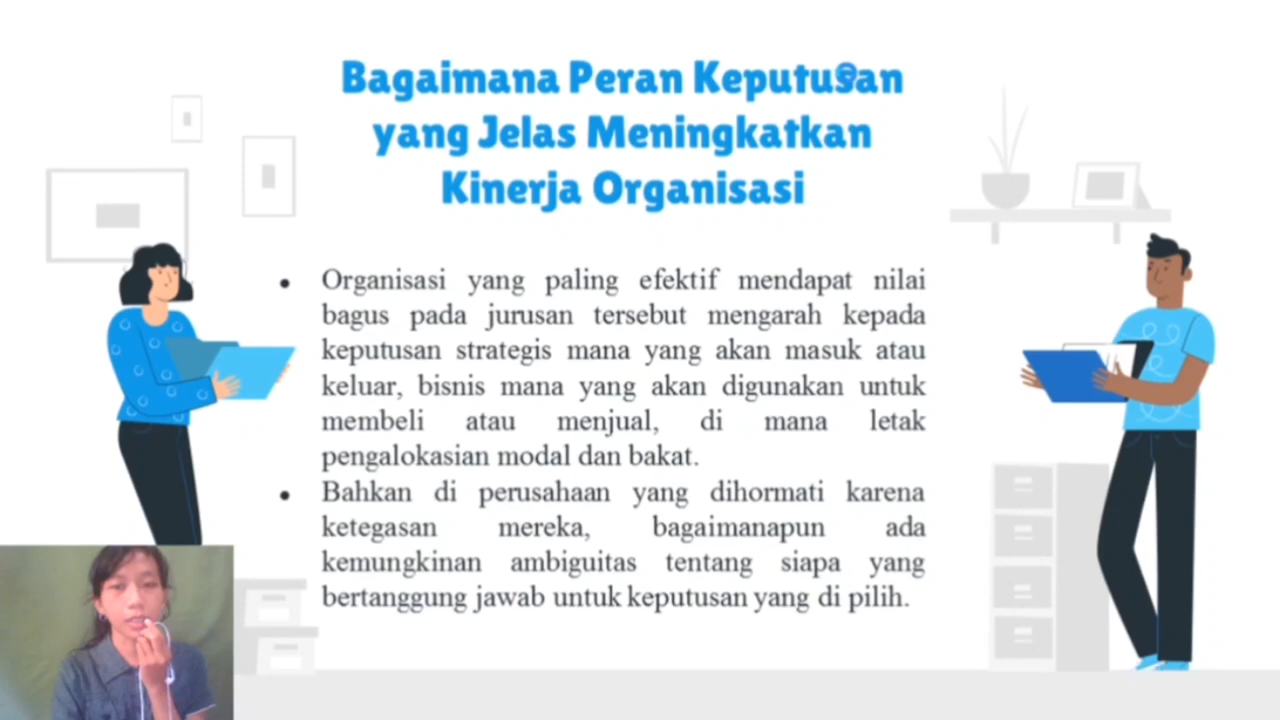 Bagaimana Peran Keputusan
yang Jelas Meningkatkan
Kinerja Organisasi
• Organisasi yang paling efektif mendapat nilai
bagus pada jurusan tersebut mengarah kepada
keputusan strategis mana yang akan masuk atau
keluar, bisnis mana yang akan digunakan untuk
membeli atau menjual, di mana letak
pengalokasian modal dan bakat.
• Bahkan di perusahaan yang dihormati karena
ketegasan mereka, bagaimanapun ada
kemungkinan ambiguitas tentang siapa yang
bertanggung jawab untuk keputusan yang di pilih.